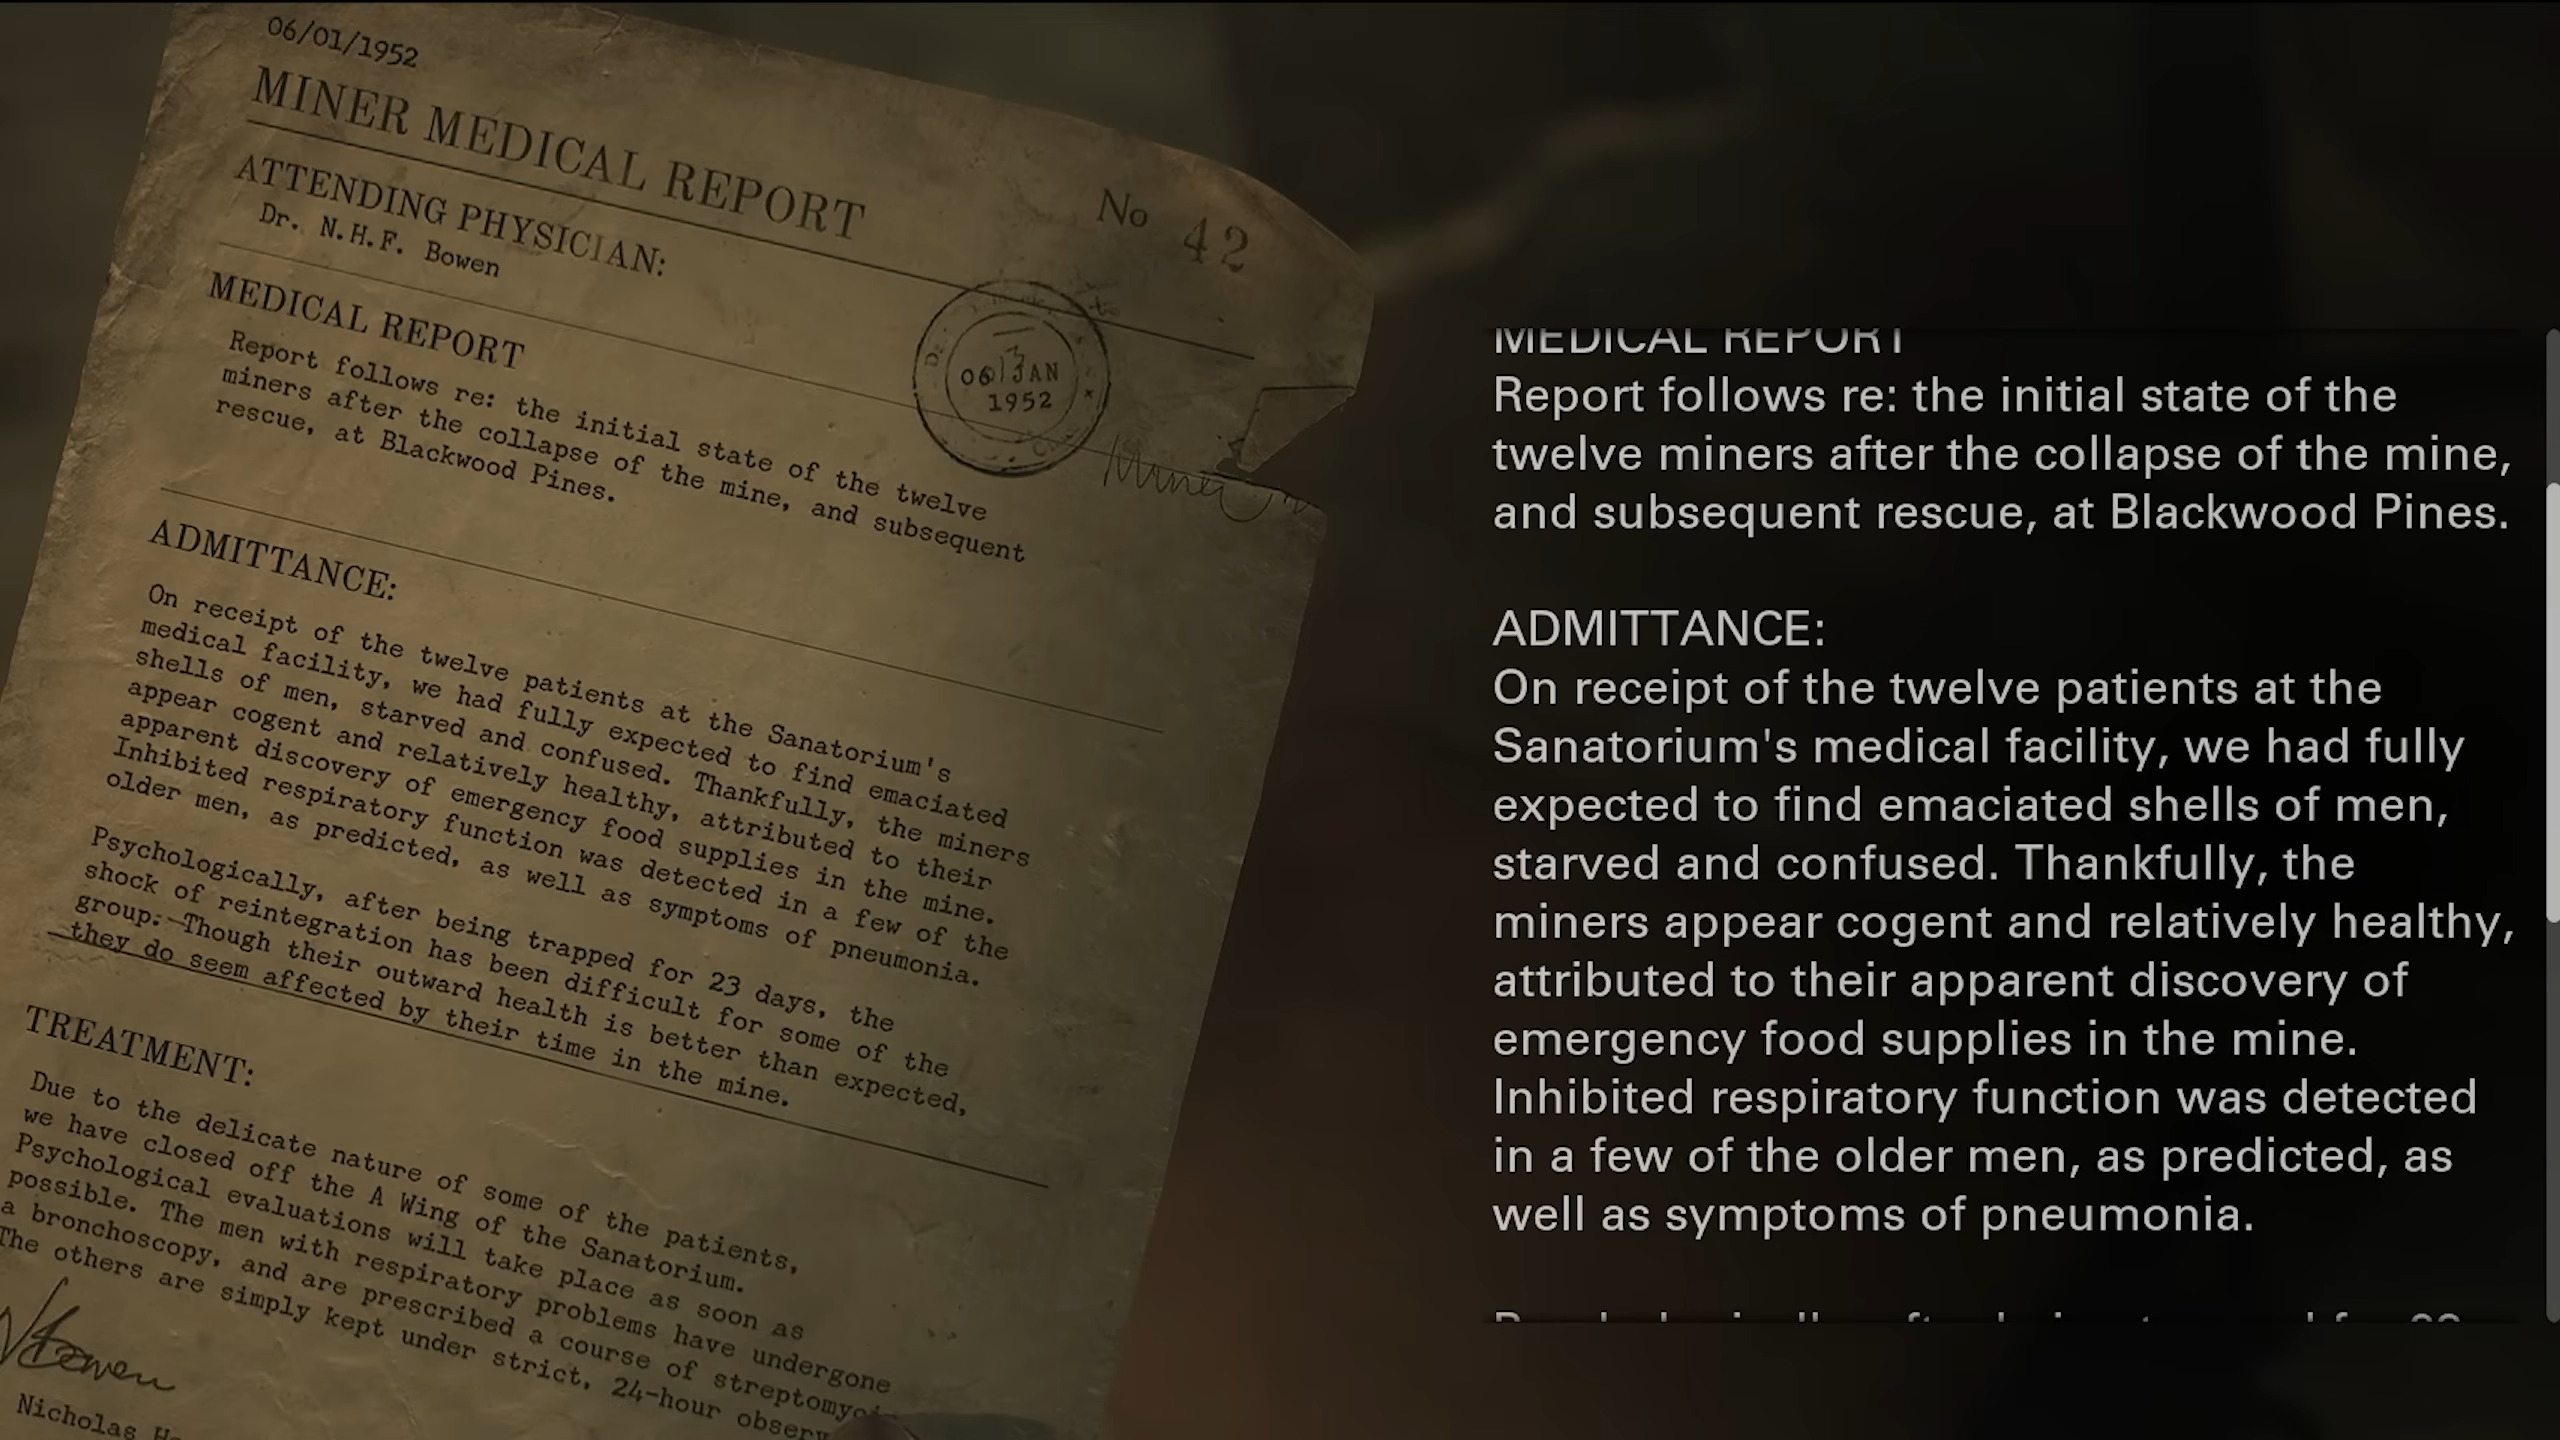 06/01/1952
MINER MEDICAL REPORT
No 42
ATTENDING PHYSICIAN:
Dr. N.H.F. Bowen
MEDICAL REPORT
06 JAN
1952
Report follows re: the initial state of the twelve
miners after the collapse of the mine, and subsequent
rescue, at Blackwood Pines.
ADMITTANCE:
On receipt of the twelve patients at the Sanatorium's
medical facility, we had fully expected to find emaciated
shells of men, starved and confused. Thankfully, the miners
appear cogent and relatively healthy, attributed to their
apparent discovery of emergency food supplies in the mine.
Inhibited respiratory function was detected in a few of the
older men, as predicted, as well as symptoms of pneumonia.
Psychologically, after being trapped for 23 days, the
shock of reintegration has been difficult for some of the
group: Though their outward health is better than expected,
they do seem affected by their time in the mine.
TREATMENT:
Due to the delicate nature of some of the patients,
we have closed off the A Wing of the Sanatorium.
Psychological evaluations will take place as soon as
possible. The men with respiratory problems have undergone
a bronchoscopy, and are prescribed a course of
The others are simply kept under strict, 24-hour
Bowen
Nicholas
MEDICAL REPORT
Report follows re: the initial state of the
twelve miners after the collapse of the mine,
and subsequent rescue, at Blackwood Pines.
ADMITTANCE:
On receipt of the twelve patients at the
Sanatorium's medical facility, we had fully
expected to find emaciated shells of men,
starved and confused. Thankfully, the
miners appear cogent and relatively healthy,
attributed to their apparent discovery of
emergency food supplies in the mine.
Inhibited respiratory function was detected
in a few of the older men, as predicted, as
well as symptoms of pneumonia.